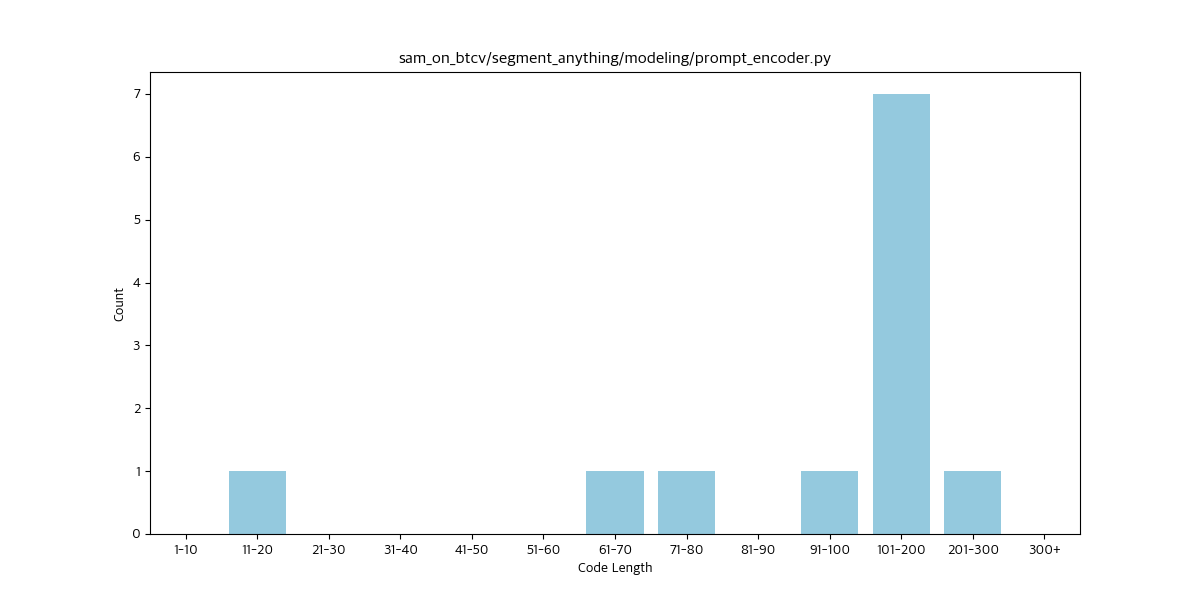 sam_on_btcv/segment_anything/modeling/prompt_encoder.py
7
6
5
4
3
2
1
0
Count
1-10 11-20 21-30 31-40 41-50 51-60 61-70 71-80 81-90 91-100 101-200 201-300 300+
Code Length